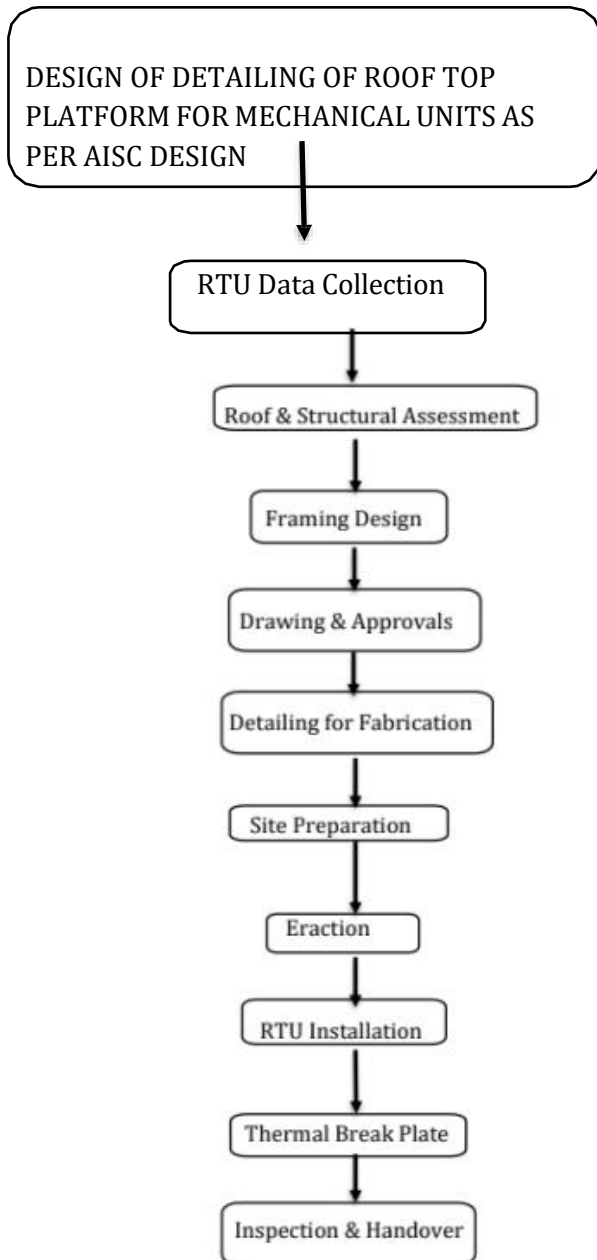 DESIGN OF DETAILING OF ROOF TOP
PLATFORM FOR MECHANICAL UNITS AS
PER AISC DESIGN
RTU Data Collection
Roof & Structural Assessment
Framing Design
Drawing & Approvals
Detailing for Fabrication
Site Preparation
Eraction
RTU Installation
Thermal Break Plate
Inspection & Handover